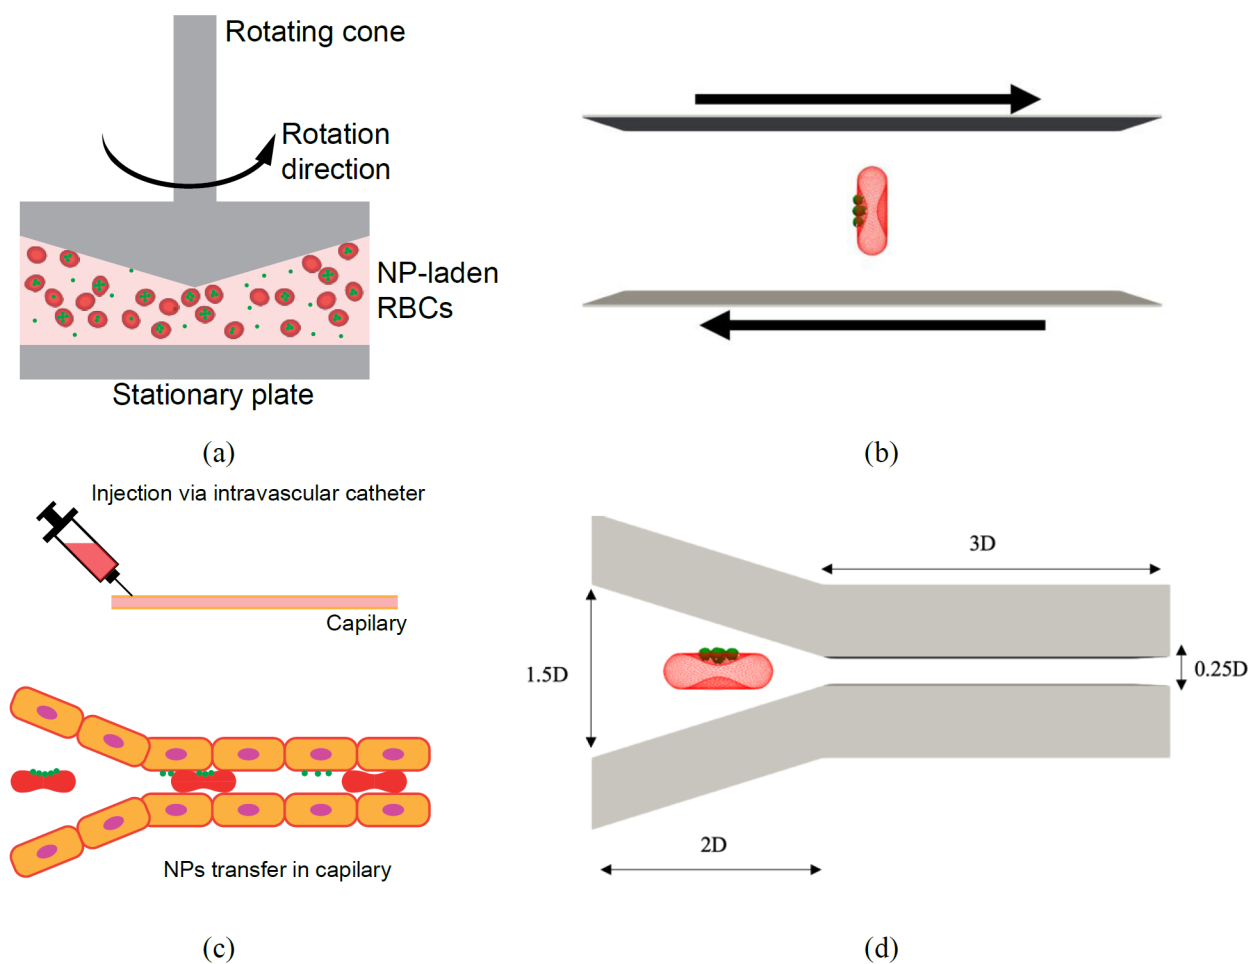 Rotating cone
Rotation
direction
NP-laden
RBCs
Stationary plate
(a)
(b)
Injection via intravascular catheter
Capilary
NPs transfer in capillary
(c)
3D
1.5D
0.25D
2D
(d)